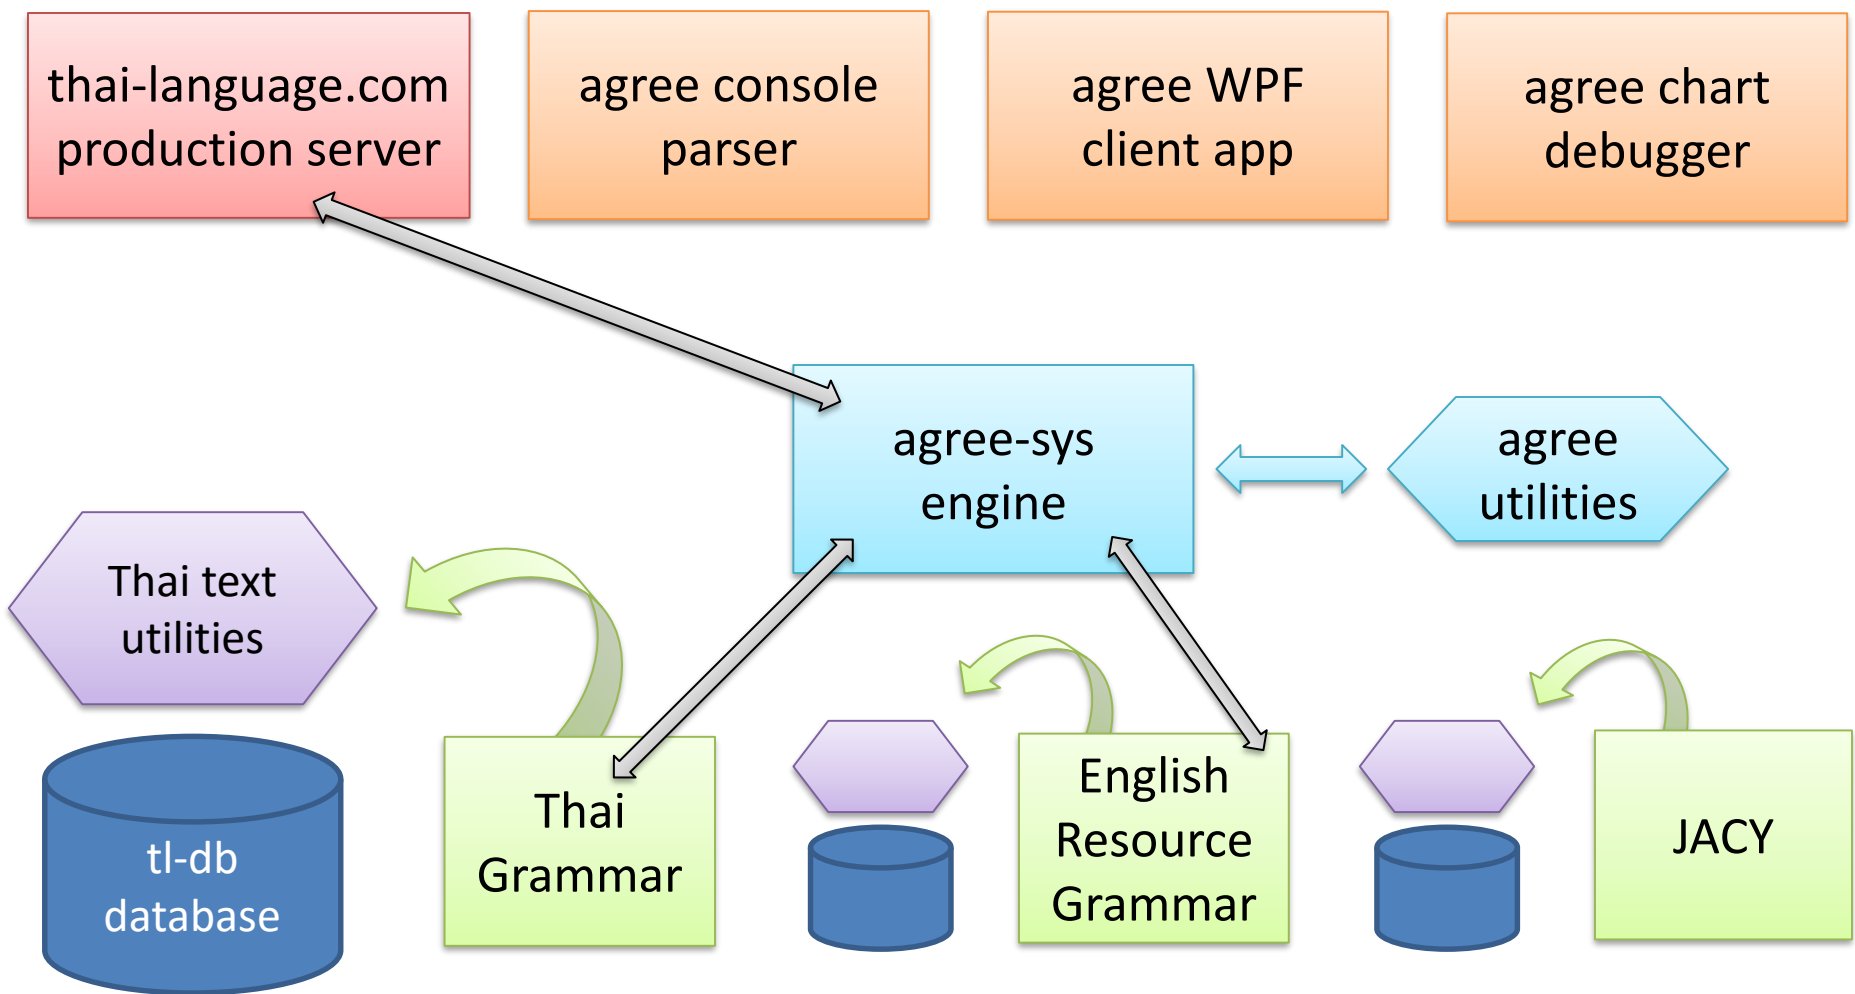 thai-language.com
production server
agree console
parser
agree WPF
client app
agree chart
debugger
agree-sys
engine
agree
utilities
Thai text
utilities
tl-db
database
Thai
Grammar
English
Resource
Grammar
JACY